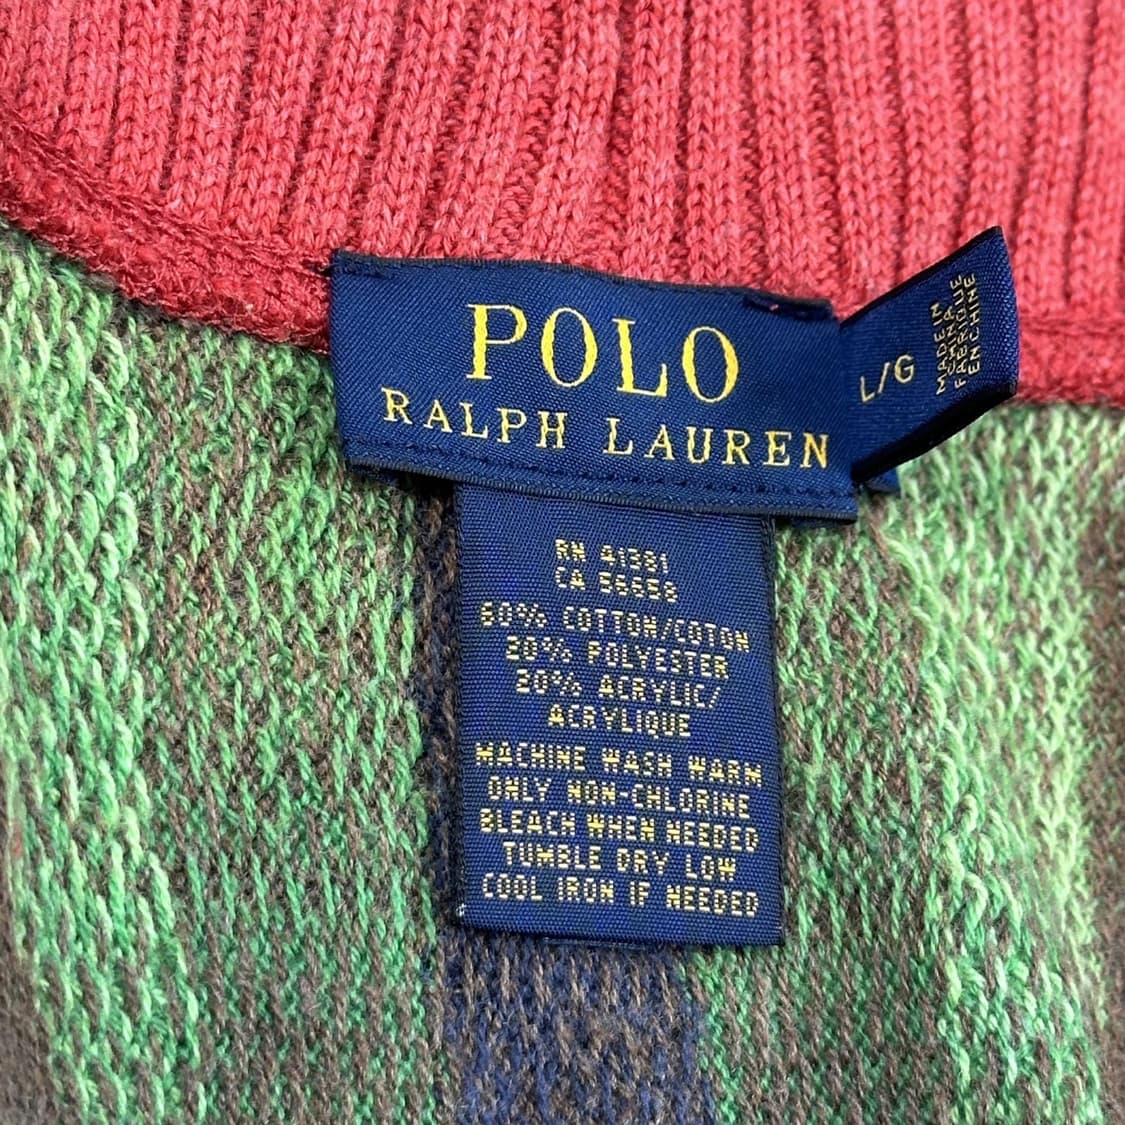 POLO
RALPH LAUREN
L/G
MADE IN
CHINA
FABRIQUE
EN CHINE
RN 41381
CA 56658
60% COTTON/COTON
20% POLYESTER
20% ACRYLIC/
ACRYLIQUE
MACHINE WASH WARM
ONLY NON-CHLORINE
BLEACH WHEN NEEDED
TUMBLE DRY LOW
COOL IRON IF NEEDED